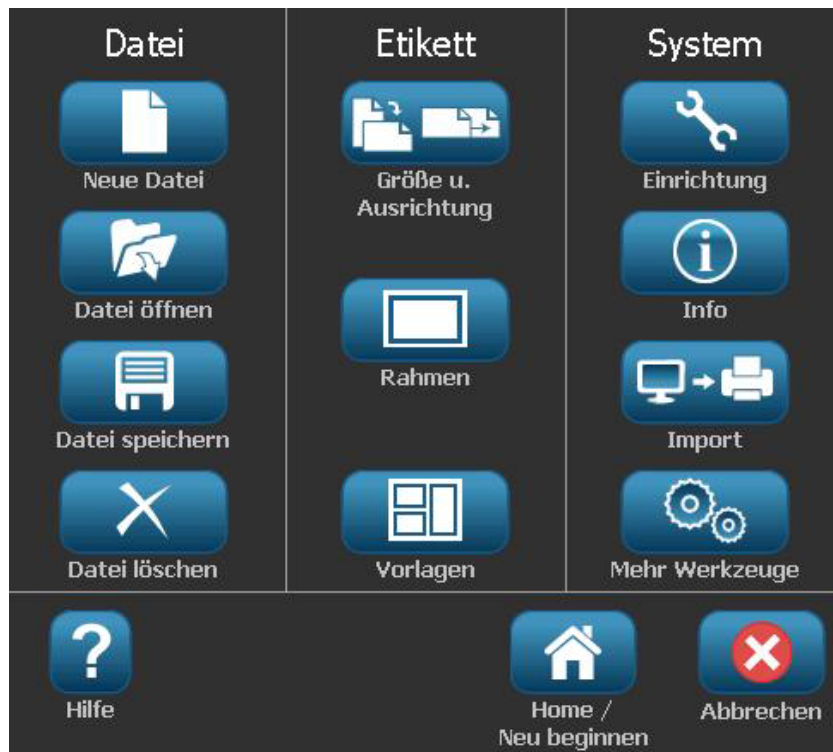 Datei
Neue Datei
Datei öffnen
Datei speichern
Datei löschen
Etikett
Größe u.
Ausrichtung
Rahmen
Vorlagen
System
Einrichtung
Info
Import
Mehr Werkzeuge
?
Hilfe
Home /
Neu beginnen
Abbrechen